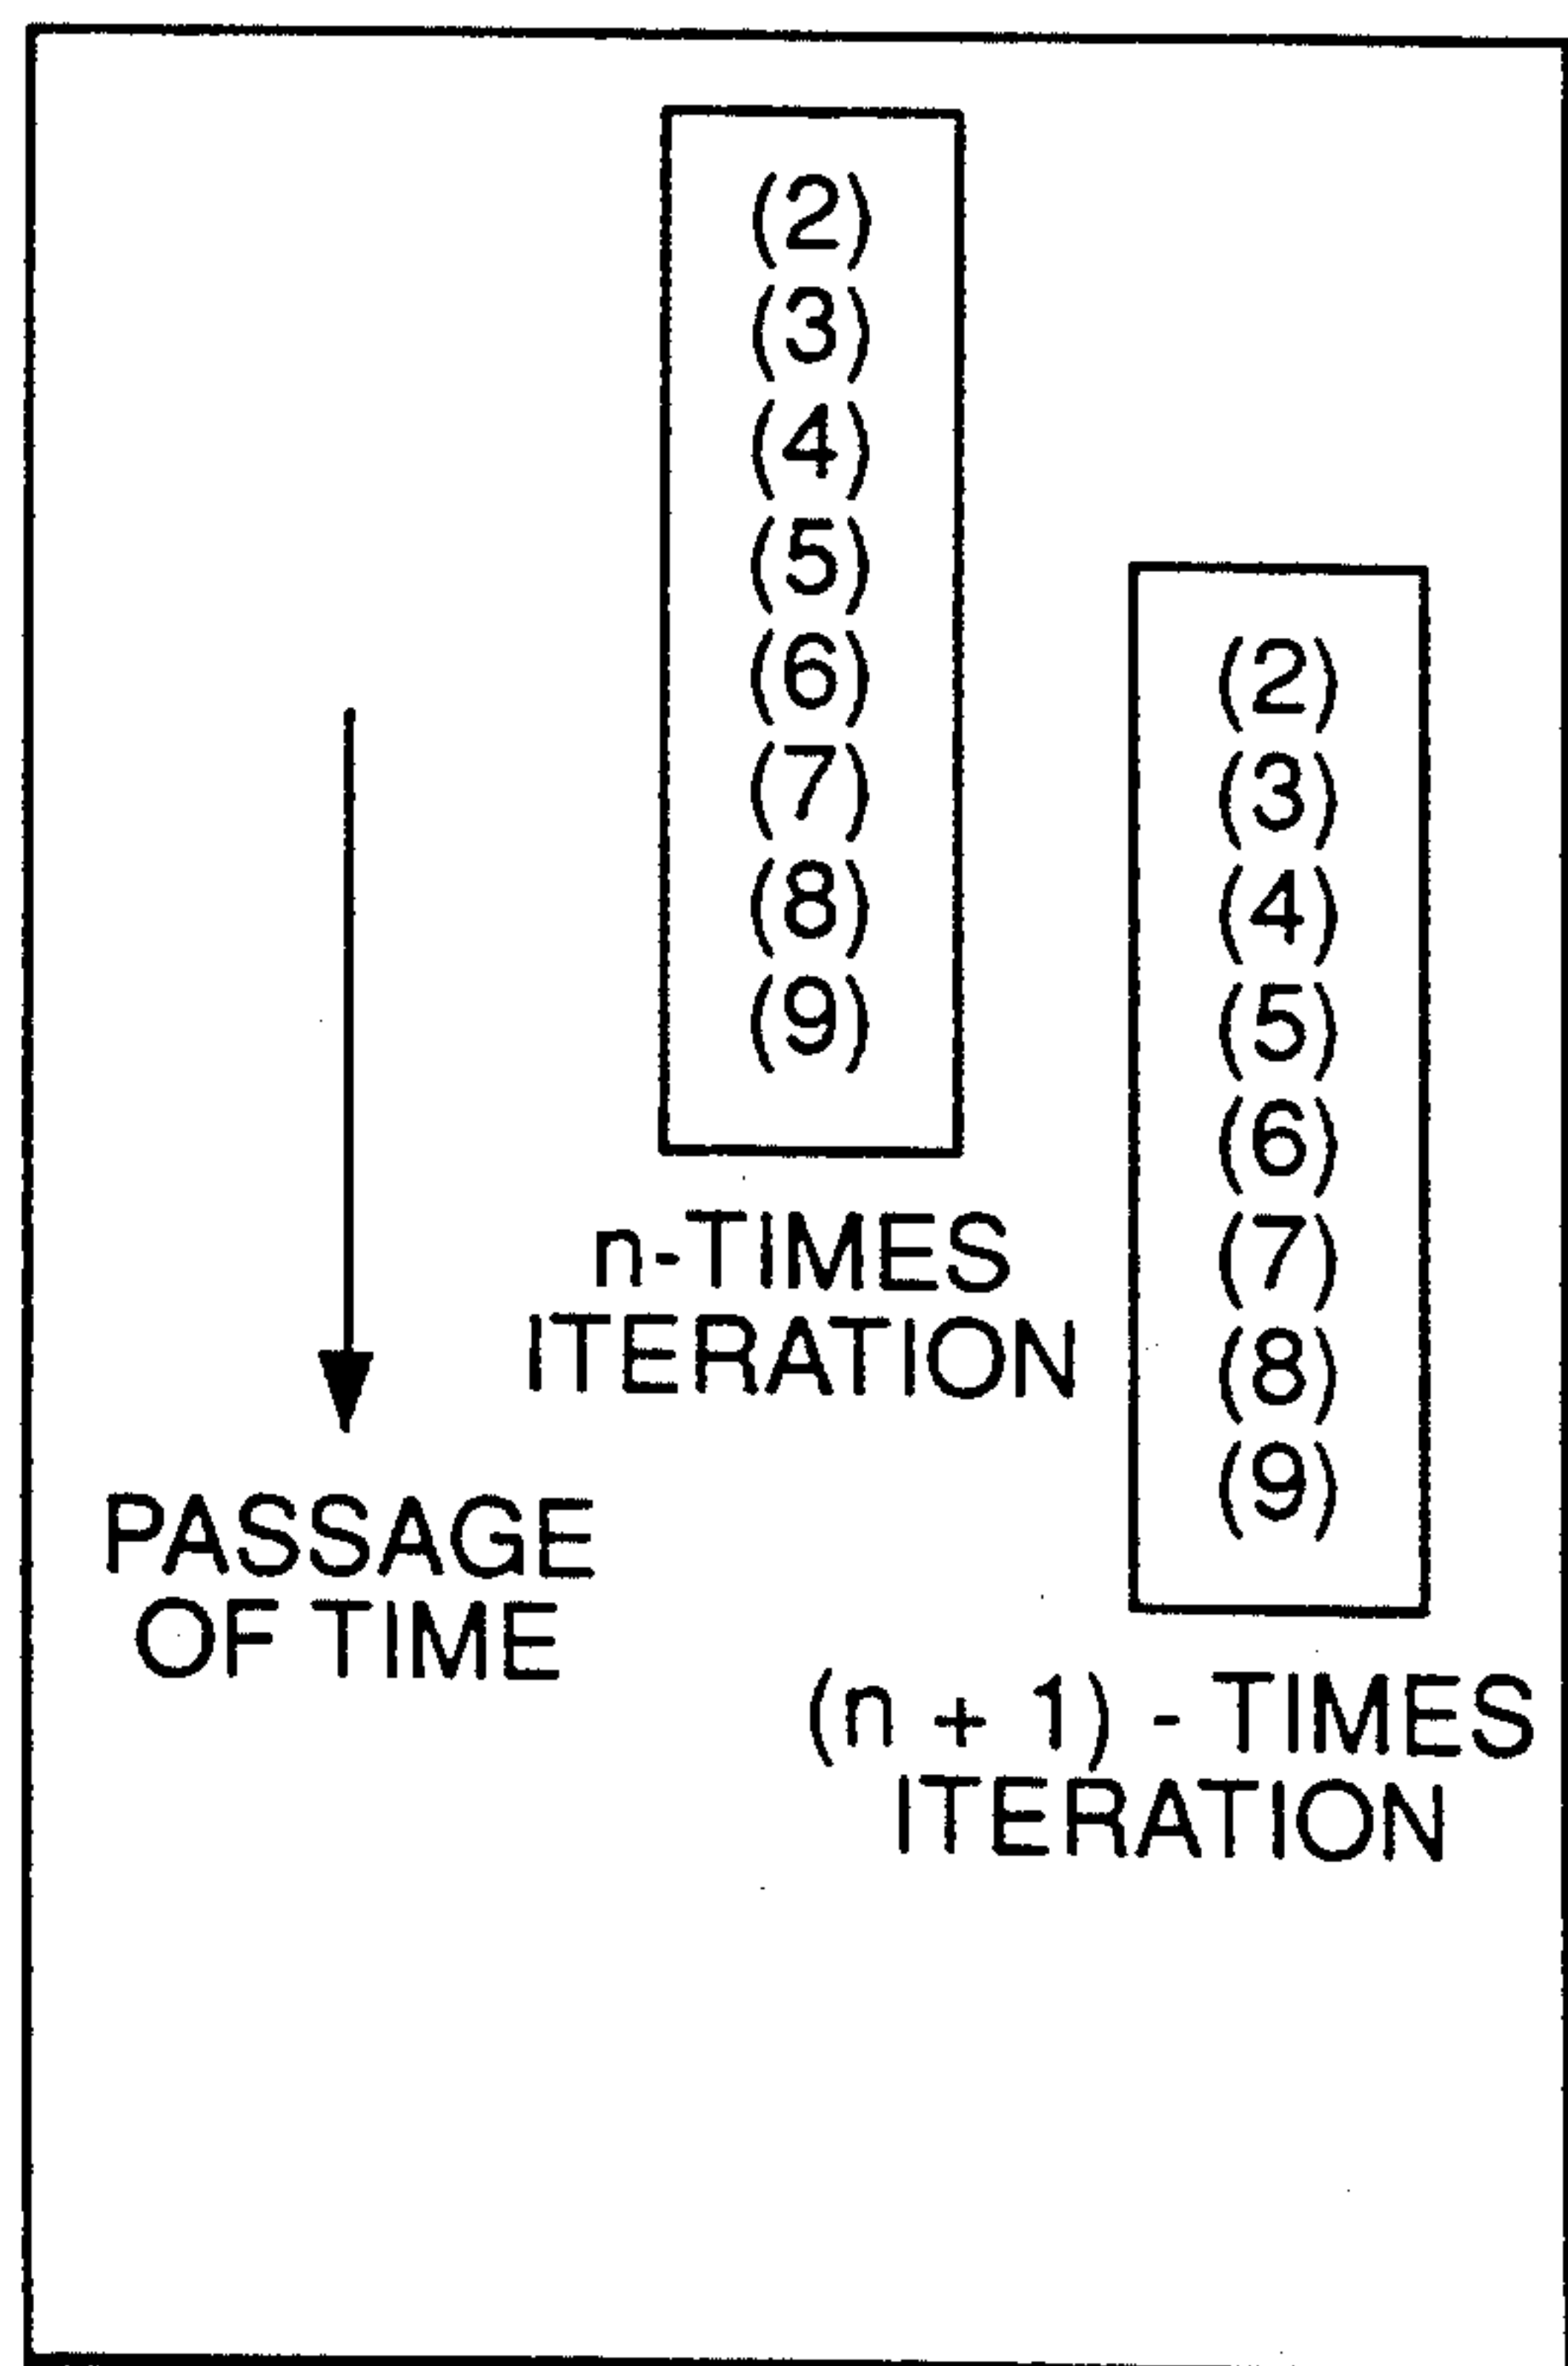 (2)
(3)
(4)
(5)
(6)
(7)
(8)
(9)
n-TIMES
ITERATION
(2)
(3)
(4)
(5)
(6)
(7)
(8)
(9)
(n + 1) - TIMES
ITERATION
PASSAGE
OF TIME